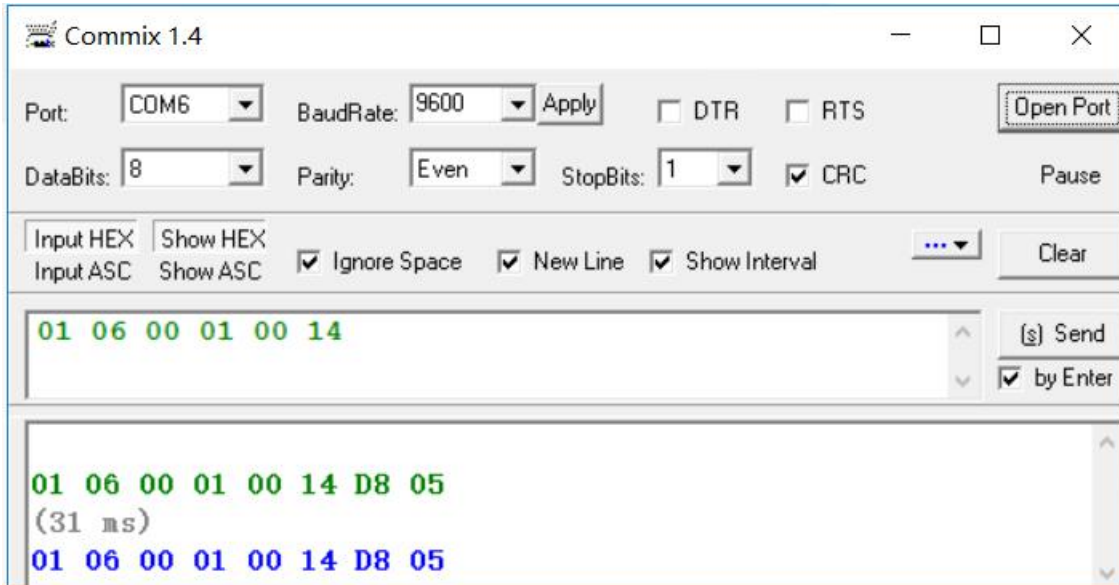 Commix 1.4
Port: COM6 BaudRate: 9600 Apply DTR RTS Open Port
DataBits: 8 Parity: Even StopBits: 1 CRC Pause
Input HEX Show HEX
Input ASC Show ASC Ignore Space New Line Show Interval ... Clear
01 06 00 01 00 14 (s) Send
by Enter
01 06 00 01 00 14 D8 05
(31 ms)
01 06 00 01 00 14 D8 05